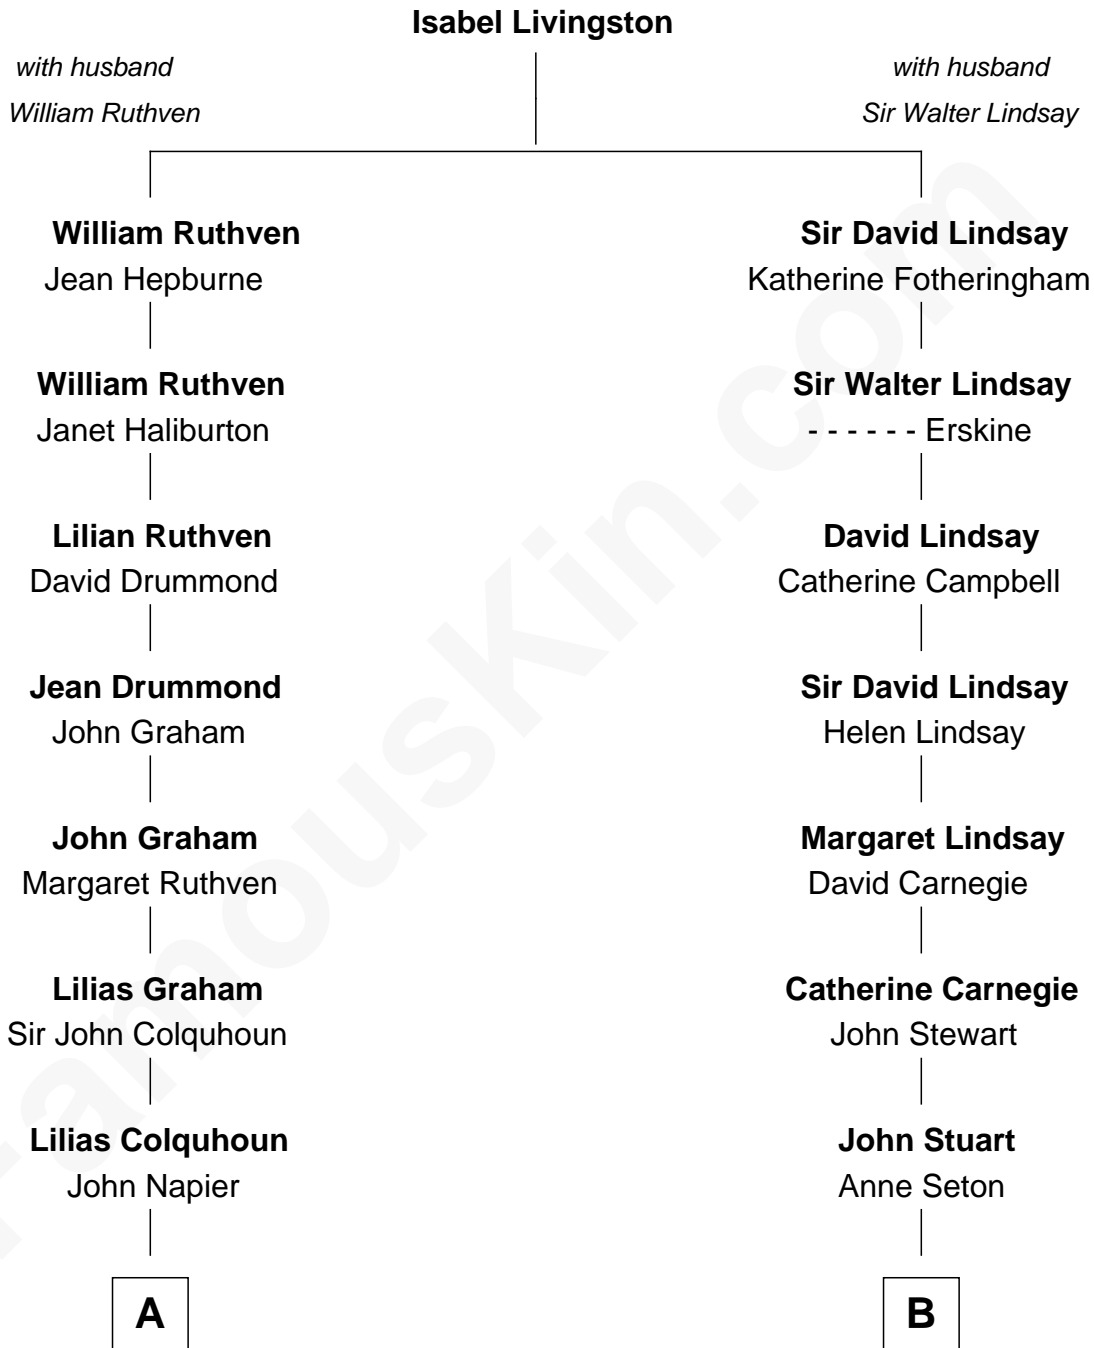 Isabel Livingston
with husband
William Ruthven
with husband
Sir Walter Lindsay
William Ruthven
Jean Hepburne
Sir David Lindsay
Katherine Fotheringham
William Ruthven
Janet Haliburton
Sir Walter Lindsay
- - - - - - Erskine
Lilian Ruthven
David Drummond
David Lindsay
Catherine Campbell
Jean Drummond
John Graham
Sir David Lindsay
Helen Lindsay
John Graham
Margaret Ruthven
Margaret Lindsay
David Carnegie
Lilias Graham
Sir John Colquhoun
Catherine Carnegie
John Stewart
Lilias Colquhoun
John Napier
John Stuart
Anne Seton
A
B
FamousKin.com